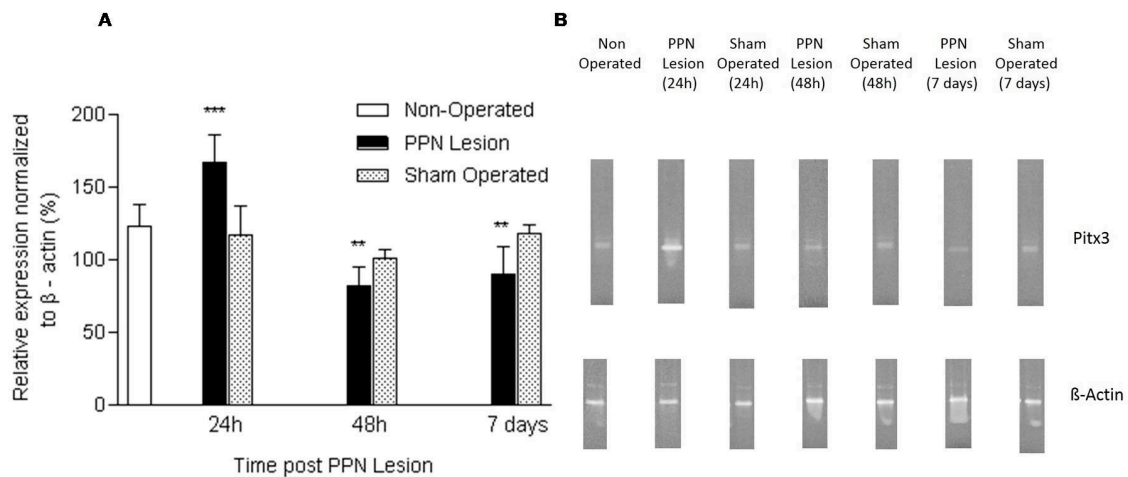 A
Relative expression normalized
to β - actin (%)
200
150
100
50
0
***
**
**
Non-Operated
PPN Lesion
Sham Operated
24h
48h
7 days
Time post PPN Lesion
B
Non
Operated
PPN
Lesion
(24h)
Sham
Operated
(24h)
PPN
Lesion
(48h)
Sham
Operated
(48h)
PPN
Lesion
(7 days)
Sham
Operated
(7 days)
Pitx3
ß-Actin